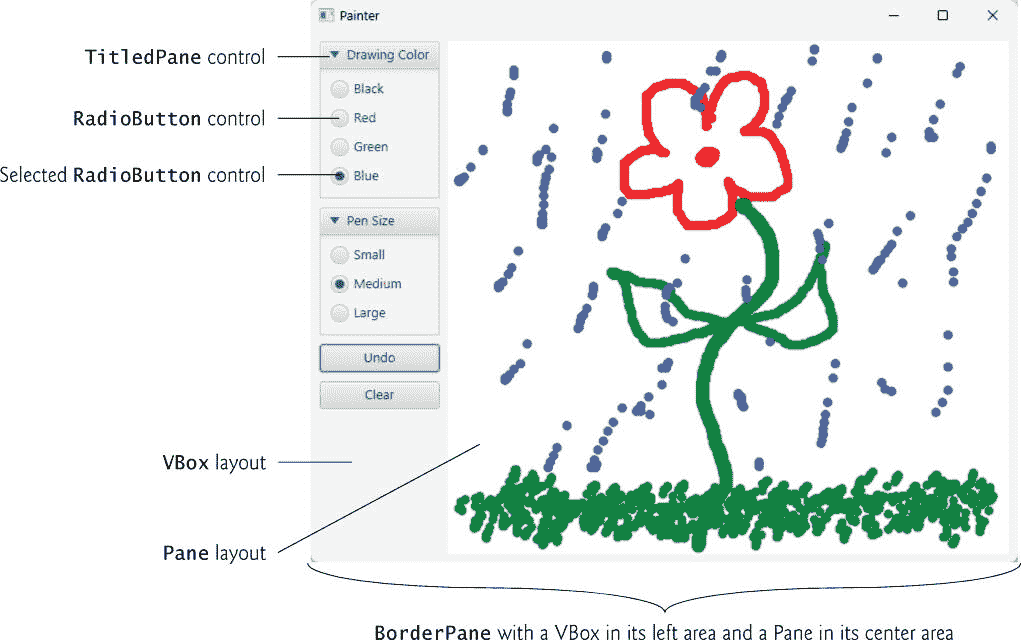 Painter
TitledPane control
Drawing Color
Black
RadioButton control
Red
Green
Selected RadioButton control
Blue
Pen Size
Small
Medium
Large
Undo
Clear
VBox layout
Pane layout
BorderPane with a VBox in its left area and a Pane in its center area